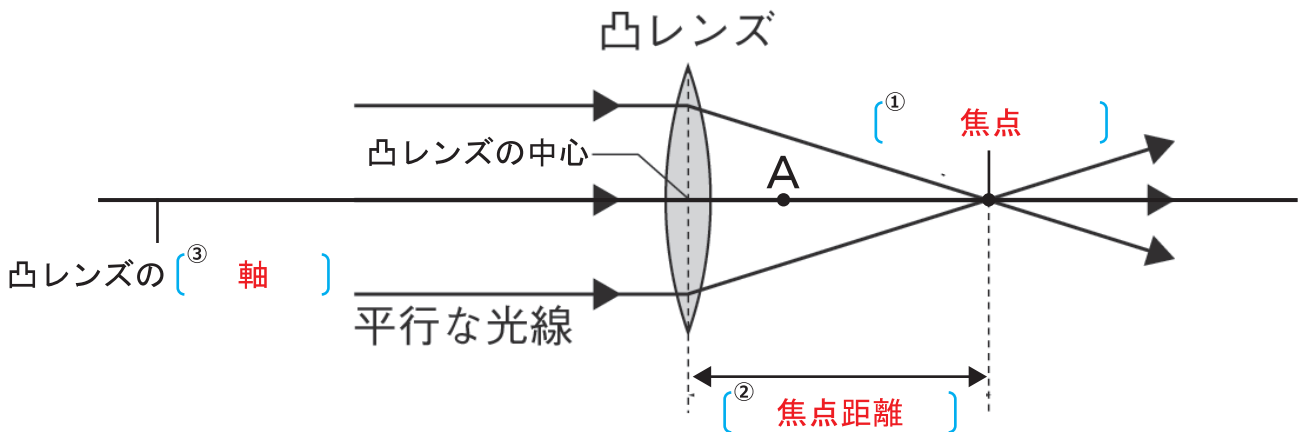 凸レンズ
① 焦点
凸レンズの中心
A
凸レンズの〔③ 軸〕
平行な光線
〔② 焦点距離〕